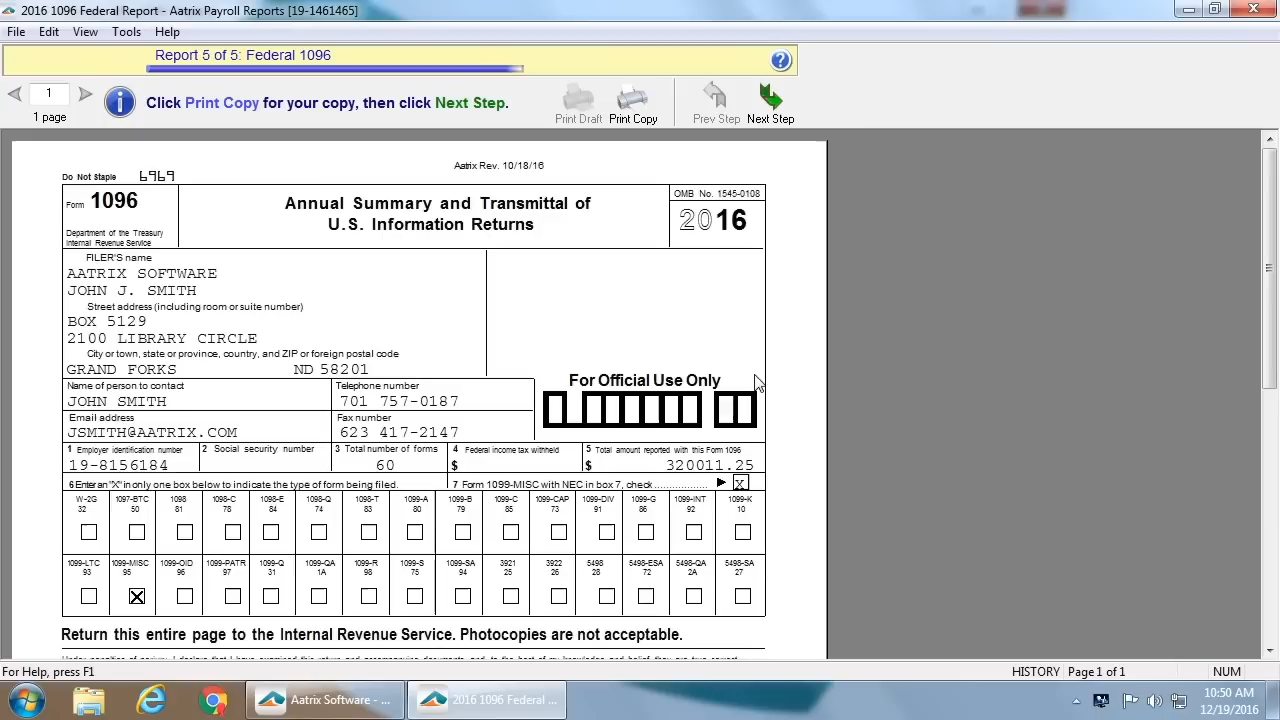 2016 1096 Federal Report - Aatrix Payroll Reports [19-1461465]
File Edit View Tools Help
Report 5 of 5: Federal 1096
?
1
1 page
i
Click Print Copy for your copy, then click Next Step.
Print Draft Print Copy Prev Step Next Step
Aatrix Rev. 10/18/16
Do Not Staple 6969
Form 1096
Department of the Treasury
Internal Revenue Service
Annual Summary and Transmittal of
U.S. Information Returns
OMB No. 1545-0108
2016
FILER'S name
AATRIX SOFTWARE
JOHN J. SMITH
Street address (including room or suite number)
BOX 5129
2100 LIBRARY CIRCLE
City or town, state or province, country, and ZIP or foreign postal code
GRAND FORKS ND 58201
Name of person to contact Telephone number
JOHN SMITH 701 757-0187
Email address Fax number
JSMITH@AATRIX.COM 623 417-2147
For Official Use Only
1 Employer identification number 2 Social security number 3 Total number of forms 4 Federal income tax withheld 5 Total amount reported with this Form 1096
19-8156184 60 $ $ 320011.25
6 Enter an "X" in only one box below to indicate the type of form being filed. 7 Form 1099-MISC with NEC in box 7, check.................. X
W-2G 1097-BTC 1098 1098-C 1098-E 1098-Q 1098-T 1099-A 1099-B 1099-C 1099-CAP 1099-DIV 1099-G 1099-INT 1099-K
32 50 81 78 84 74 83 80 79 85 73 91 86 92 10
1099-LTC 1099-MISC 1099-OID 1099-PATR 1099-Q 1099-QA 1099-R 1099-S 1099-SA 3921 3922 5498 5498-ESA 5498-QA 5498-SA
93 95 96 97 31 1A 98 75 94 25 26 28 72 2A 27
X
Return this entire page to the Internal Revenue Service. Photocopies are not acceptable.
For Help, press F1 HISTORY Page 1 of 1 NUM
Aatrix Software - ... 2016 1096 Federal ...
10:50 AM
12/19/2016